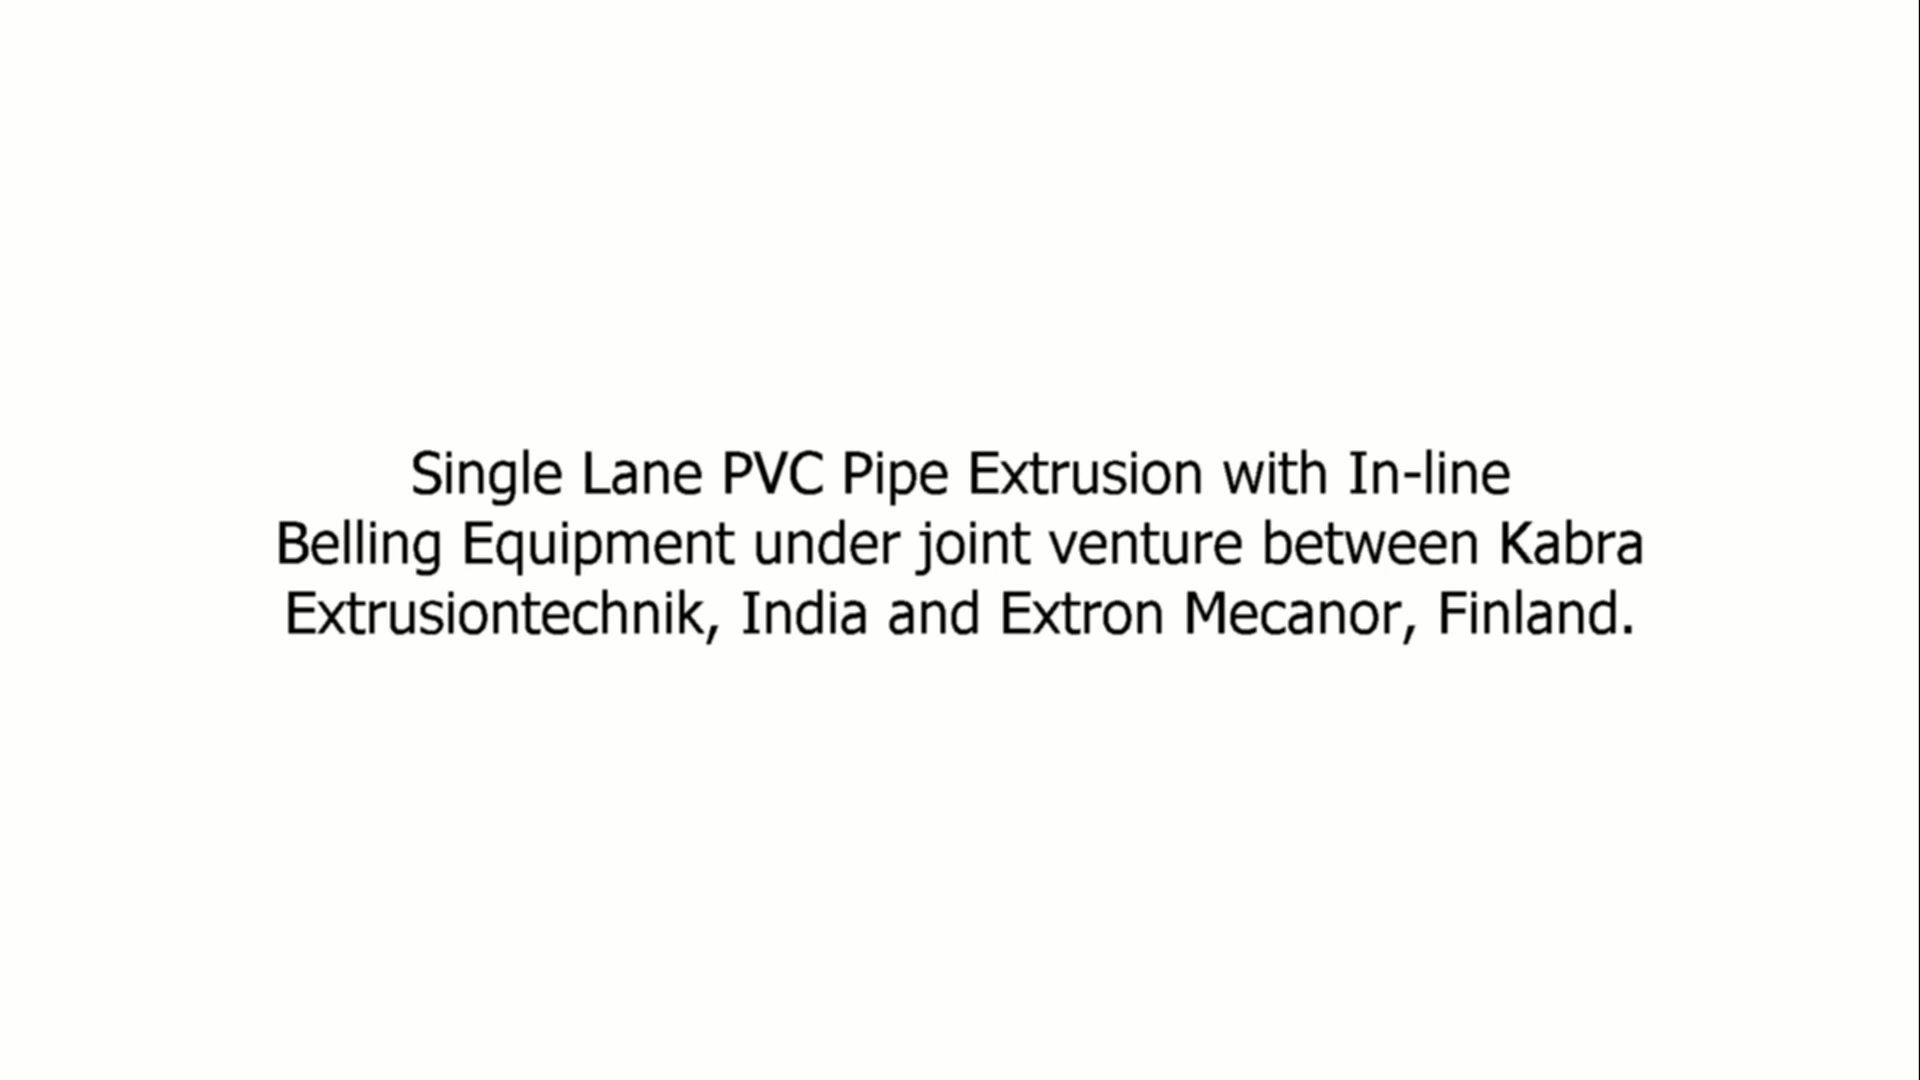 Single Lane PVC Pipe Extrusion with In-line
Belling Equipment under joint venture between Kabra
Extrusiontechnik, India and Extron Mecanor, Finland.